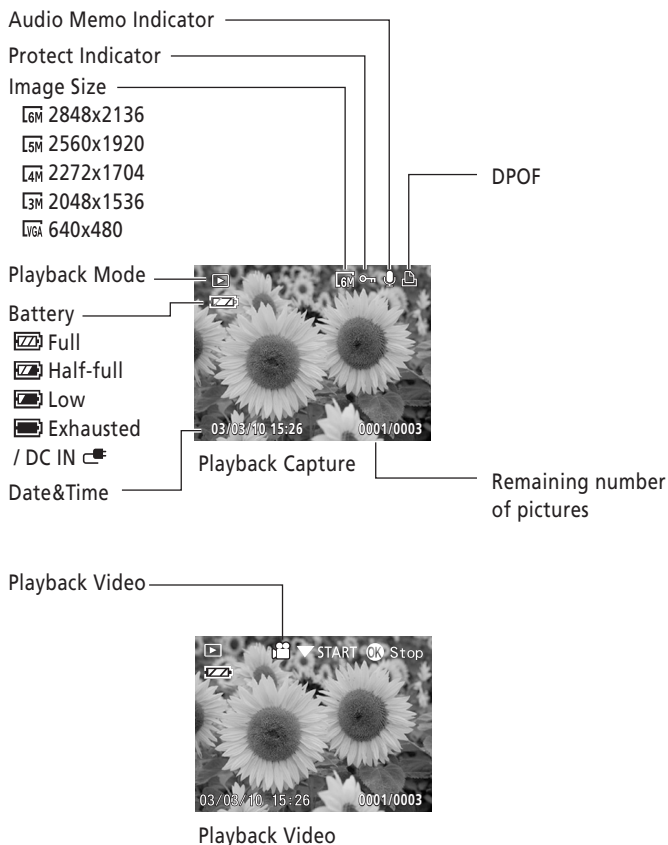 Audio Memo Indicator
Protect Indicator
Image Size
6M 2848x2136
5M 2560x1920
4M 2272x1704
3M 2048x1536
VGA 640x480
DPOF
Playback Mode
6M
Battery
Full
Half-full
Low
Exhausted
/ DC IN
Date&Time
03/03/10 15:26
0001/0003
Playback Capture
Remaining number
of pictures
Playback Video
START OK Stop
03/03/10 15:26
0001/0003
Playback Video